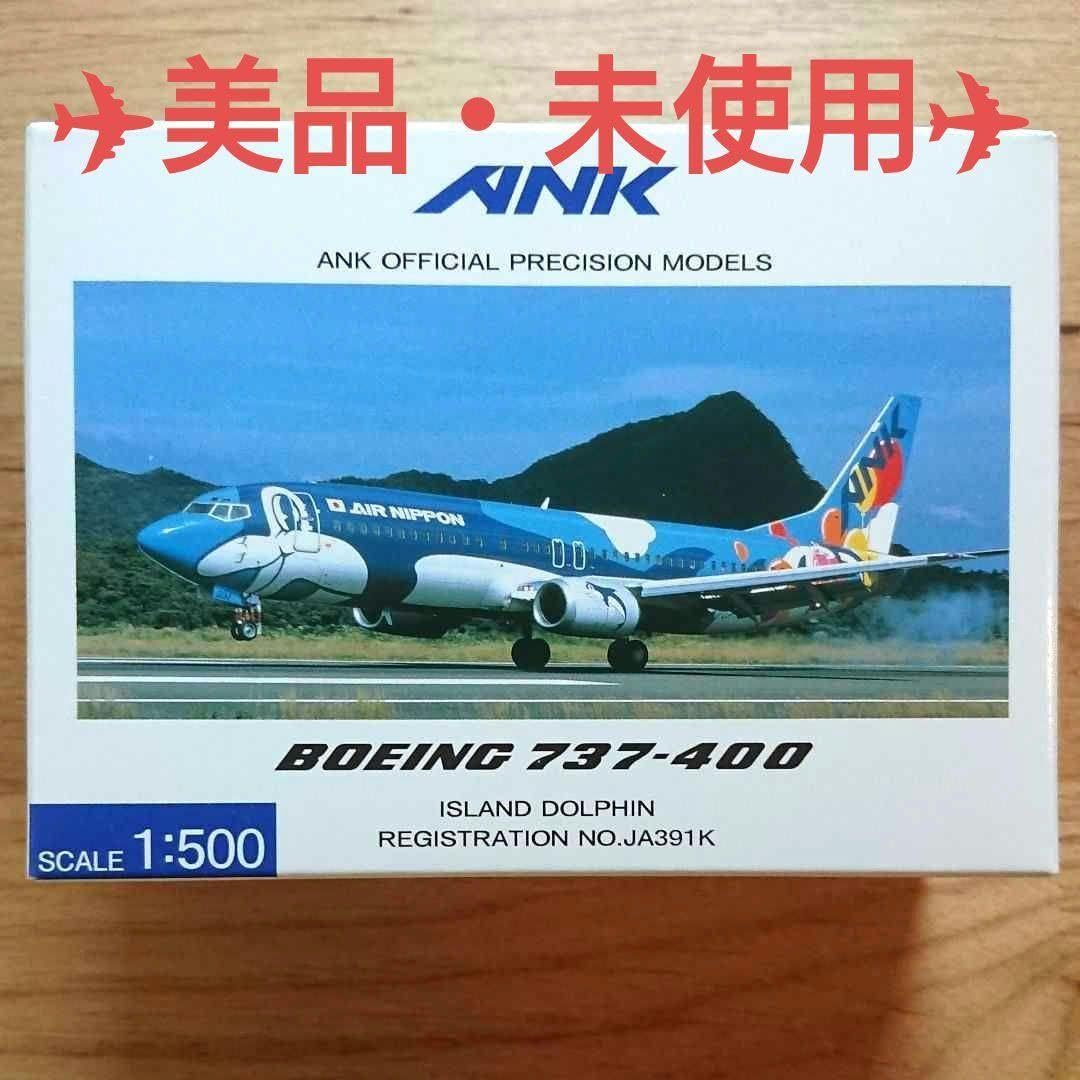 ✈美品・未使用✈
ANK
ANK OFFICIAL PRECISION MODELS
ANK
AIR NIPPON
BOEING 737-400
ISLAND DOLPHIN
REGISTRATION NO.JA391K
SCALE 1:500